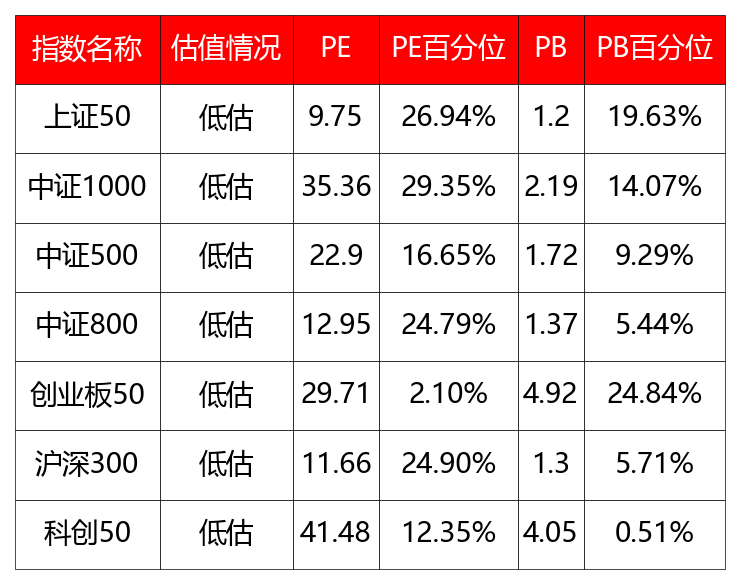 指数名称 估值情况 PE PE百分位 PB PB百分位
上证50 低估 9.75 26.94% 1.2 19.63%
中证1000 低估 35.36 29.35% 2.19 14.07%
中证500 低估 22.9 16.65% 1.72 9.29%
中证800 低估 12.95 24.79% 1.37 5.44%
创业板50 低估 29.71 2.10% 4.92 24.84%
沪深300 低估 11.66 24.90% 1.3 5.71%
科创50 低估 41.48 12.35% 4.05 0.51%